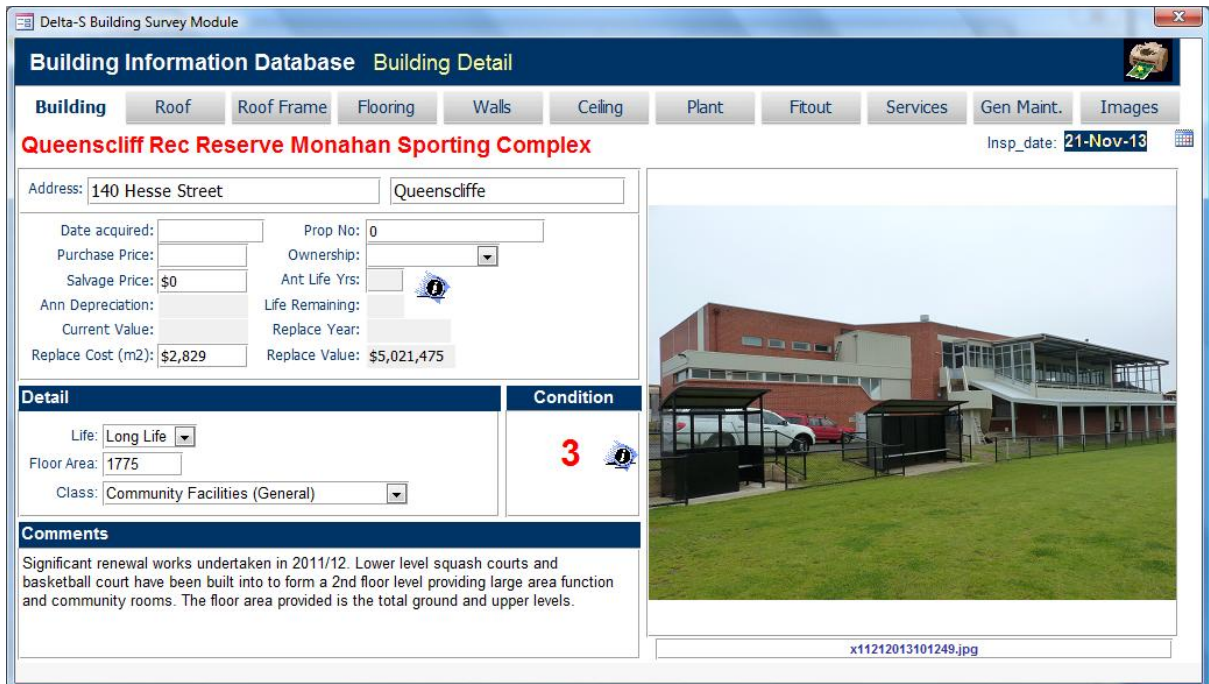 Delta-S Building Survey Module
Building Information Database Building Detail
Building Roof Roof Frame Flooring Walls Ceiling Plant Fitout Services Gen Maint. Images
Queenscliff Rec Reserve Monahan Sporting Complex
Insp_date: 21-Nov-13
Address: 140 Hesse Street Queenscliffe
Date acquired: Prop No: 0
Purchase Price: Ownership:
Salvage Price: $0 Ant Life Yrs:
Ann Depreciation: Life Remaining:
Current Value: Replace Year:
Replace Cost (m2): $2,829 Replace Value: $5,021,475
Detail Condition
Life: Long Life
3
Floor Area: 1775
Class: Community Facilities (General)
Comments
Significant renewal works undertaken in 2011/12. Lower level squash courts and
basketball court have been built into to form a 2nd floor level providing large area function
and community rooms. The floor area provided is the total ground and upper levels.
x11212013101249.jpg